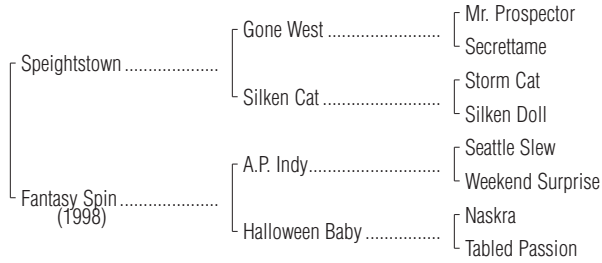 Mr. Prospector
Gone West
Secrettame
Speightstown
Storm Cat
Silken Cat
Silken Doll
Seattle Slew
A.P. Indy
Weekend Surprise
Fantasy Spin
(1998)
Naskra
Halloween Baby
Tabled Passion